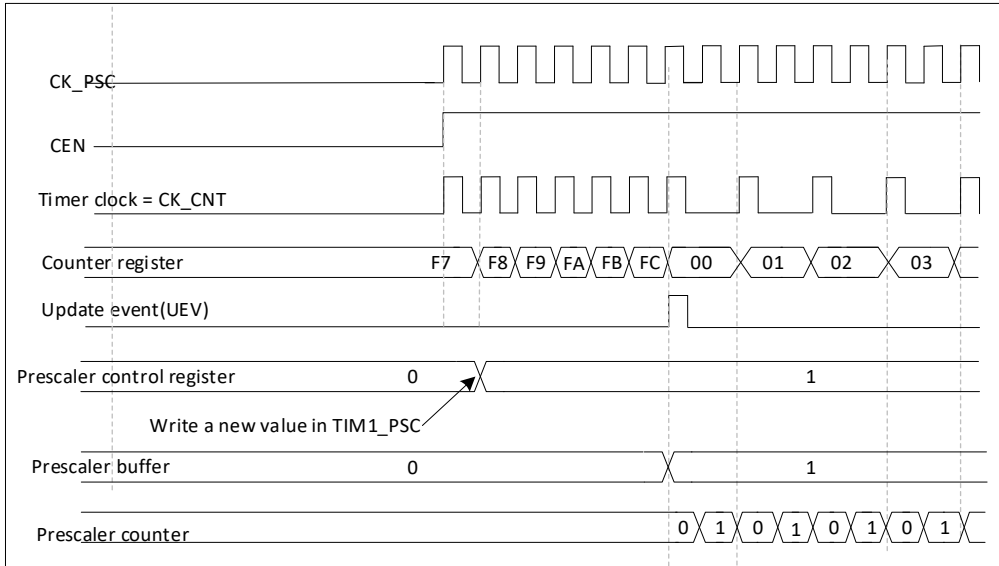 CK_PSC
CEN
Timer clock = CK_CNT
Counter register F7 F8 F9 FA FB FC 00 01 02 03
Update event(UEV)
Prescaler control register 0 1
Write a new value in TIM1_PSC
Prescaler buffer 0 1
Prescaler counter 0 1 0 1 0 1 0 1